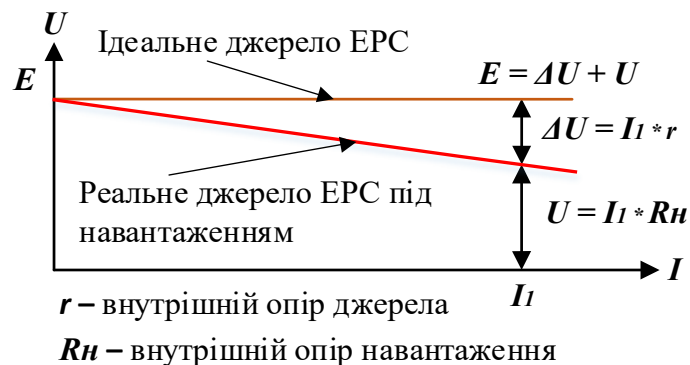 U
Ідеальне джерело ЕРС
E
E = ΔU + U
ΔU = I1 * r
Реальне джерело ЕРС під
навантаженням
U = I1 * Rн
I1
I
r – внутрішній опір джерела
Rн – внутрішній опір навантаження